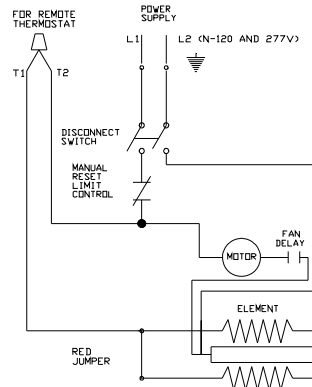 FOR REMOTE
THERMOSTAT
POWER
SUPPLY
L1
L2 (N-120 AND 277V)
T1
T2
DISCONNECT
SWITCH
MANUAL
RESET
LIMIT
CONTROL
FAN
DELAY
MOTOR
ELEMENT
RED
JUMPER